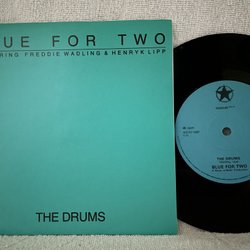 UE FOR TWO
RING FREDDIE WADLING & HENRYK LIPP
THE DRUMS
THE DRUMS
BLUE FOR TWO